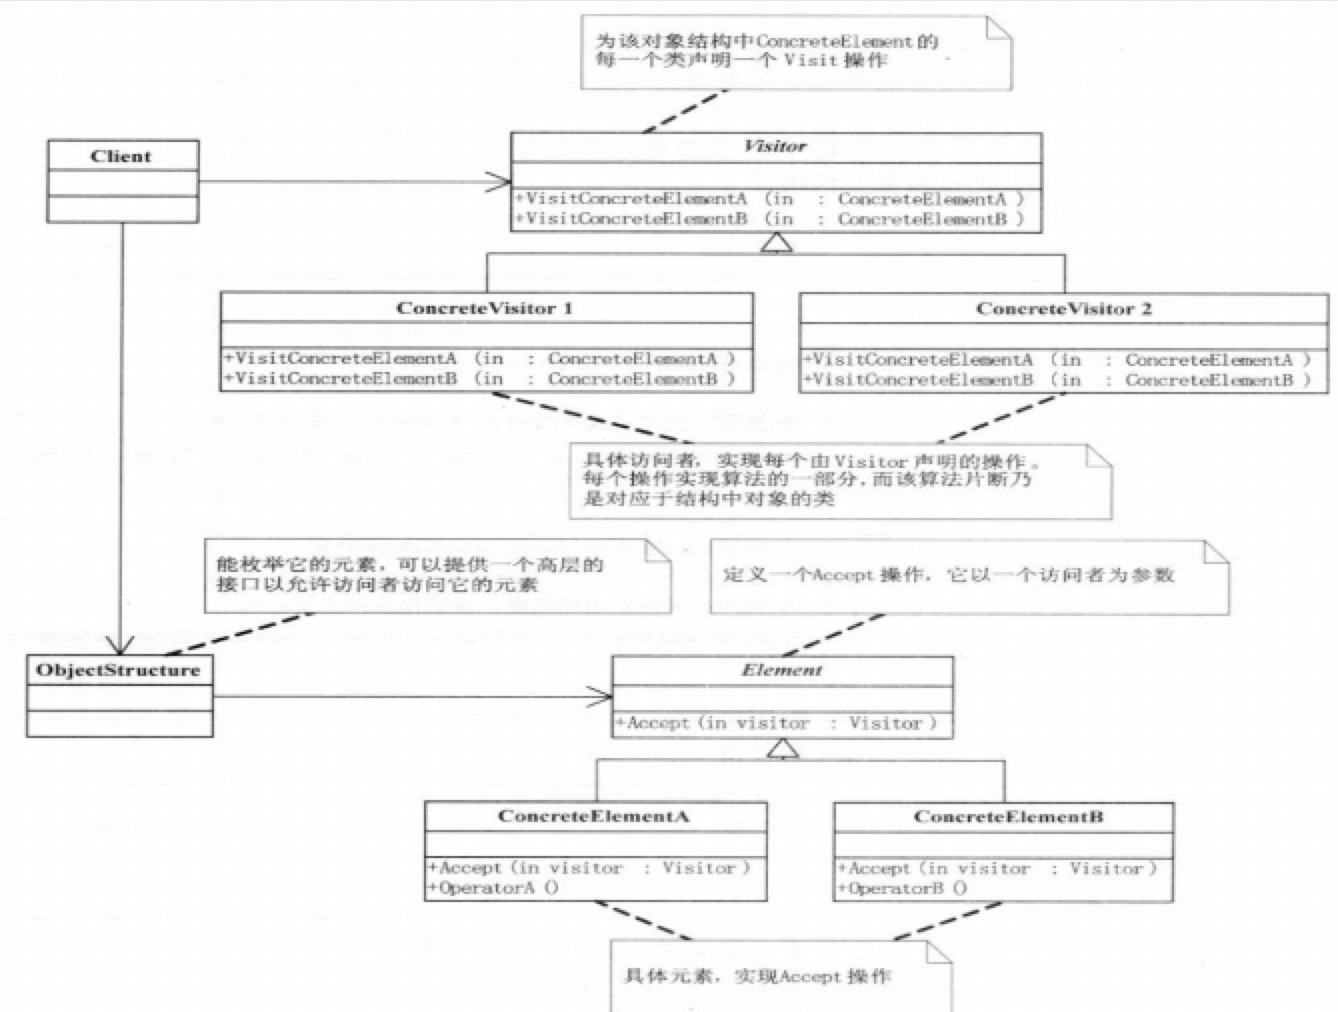 为该对象结构中ConcreteElement的
每一个类声明一个 Visit 操作
Client
Visitor
+VisitConcreteElementA (in : ConcreteElementA )
+VisitConcreteElementB (in : ConcreteElementB )
ConcreteVisitor 1
+VisitConcreteElementA (in : ConcreteElementA )
+VisitConcreteElementB (in : ConcreteElementB )
ConcreteVisitor 2
+VisitConcreteElementA (in : ConcreteElementA )
+VisitConcreteElementB (in : ConcreteElementB )
具体访问者，实现每个由Visitor声明的操作。
每个操作实现算法的一部分，而该算法片断乃
是对应于结构中对象的类
能枚举它的元素，可以提供一个高层的
接口以允许访问者访问它的元素
定义一个Accept 操作，它以一个访问者为参数
ObjectStructure
Element
+Accept (in visitor : Visitor )
ConcreteElementA
+Accept (in visitor : Visitor )
+OperatorA ()
ConcreteElementB
+Accept (in visitor : Visitor )
+OperatorB ()
具体元素，实现Accept 操作